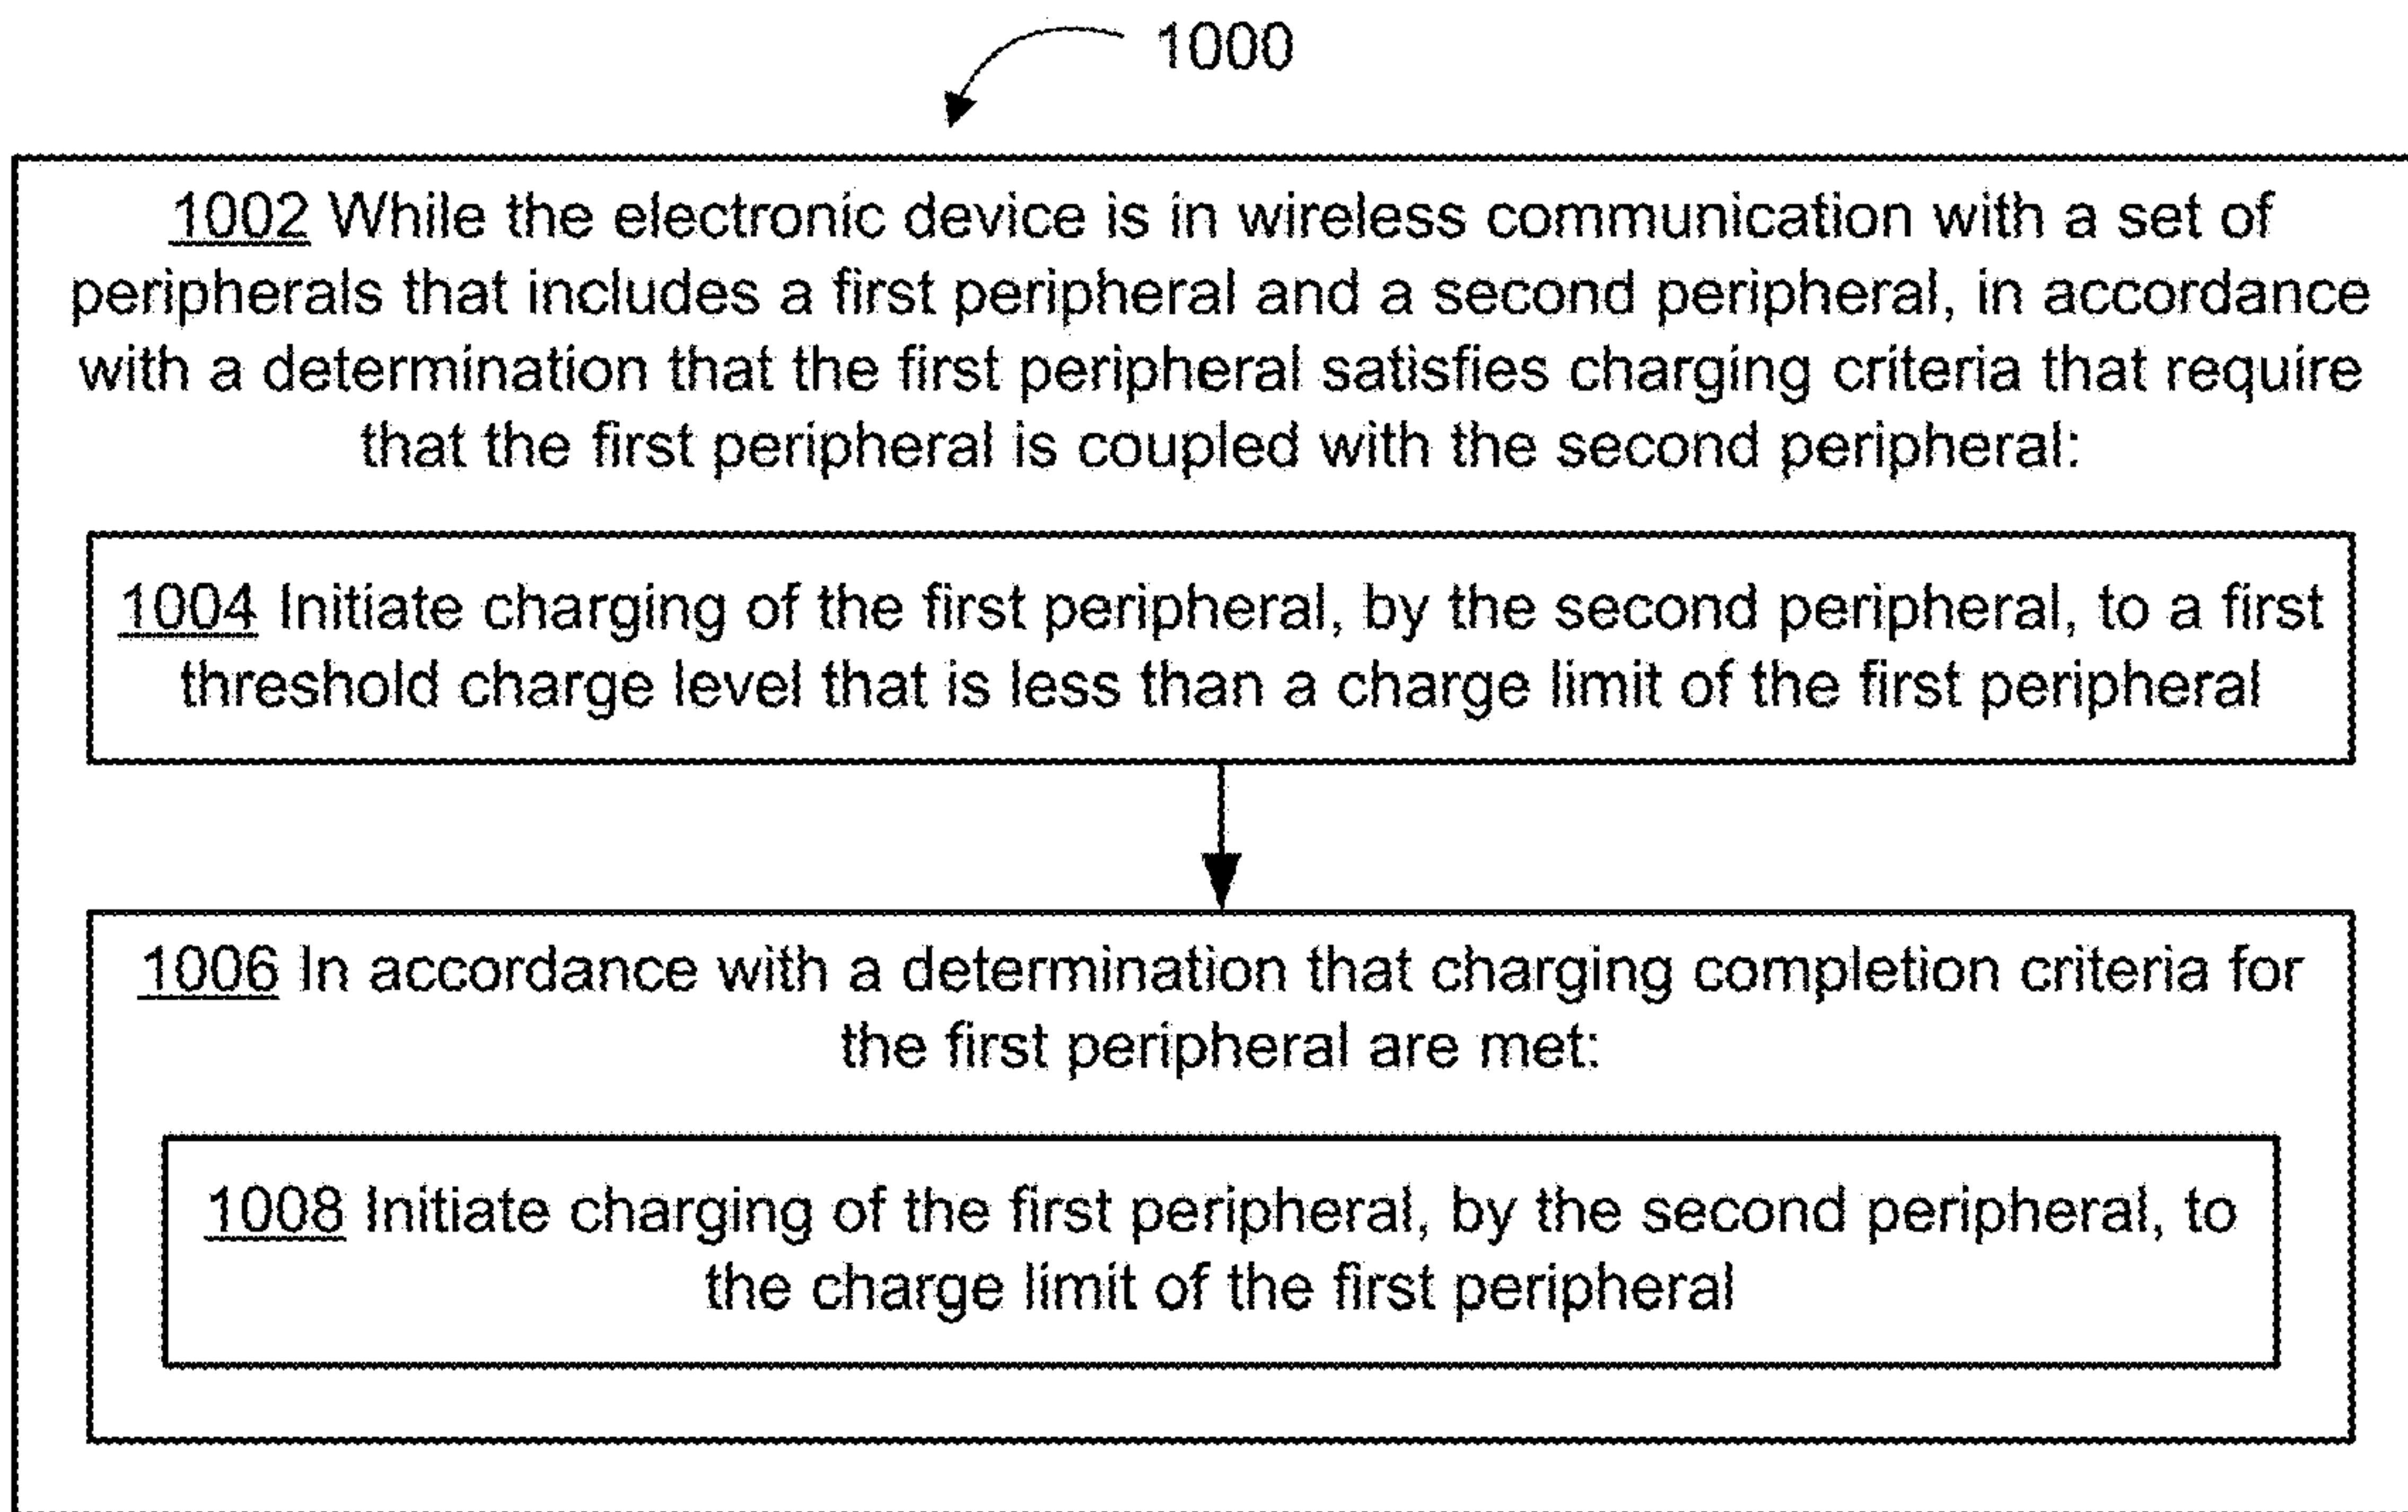 1000
1002 While the electronic device is in wireless communication with a set of
peripherals that includes a first peripheral and a second peripheral, in accordance
with a determination that the first peripheral satisfies charging criteria that require
that the first peripheral is coupled with the second peripheral:
1004 Initiate charging of the first peripheral, by the second peripheral, to a first
threshold charge level that is less than a charge limit of the first peripheral
1006 In accordance with a determination that charging completion criteria for
the first peripheral are met:
1008 Initiate charging of the first peripheral, by the second peripheral, to
the charge limit of the first peripheral